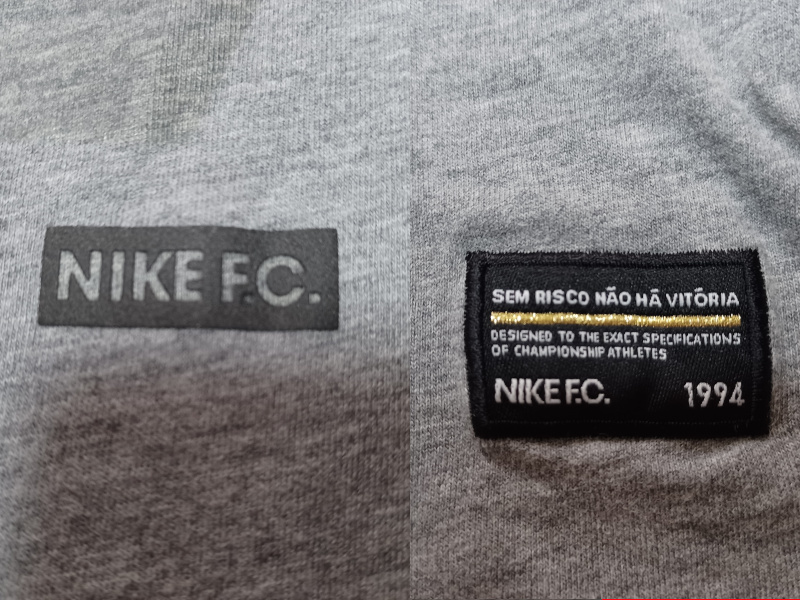 NIKE F.C.
SEM RISCO NÃO HÁ VITÓRIA
DESIGNED TO THE EXACT SPECIFICATIONS
OF CHAMPIONSHIP ATHLETES
NIKE F.C. 1994